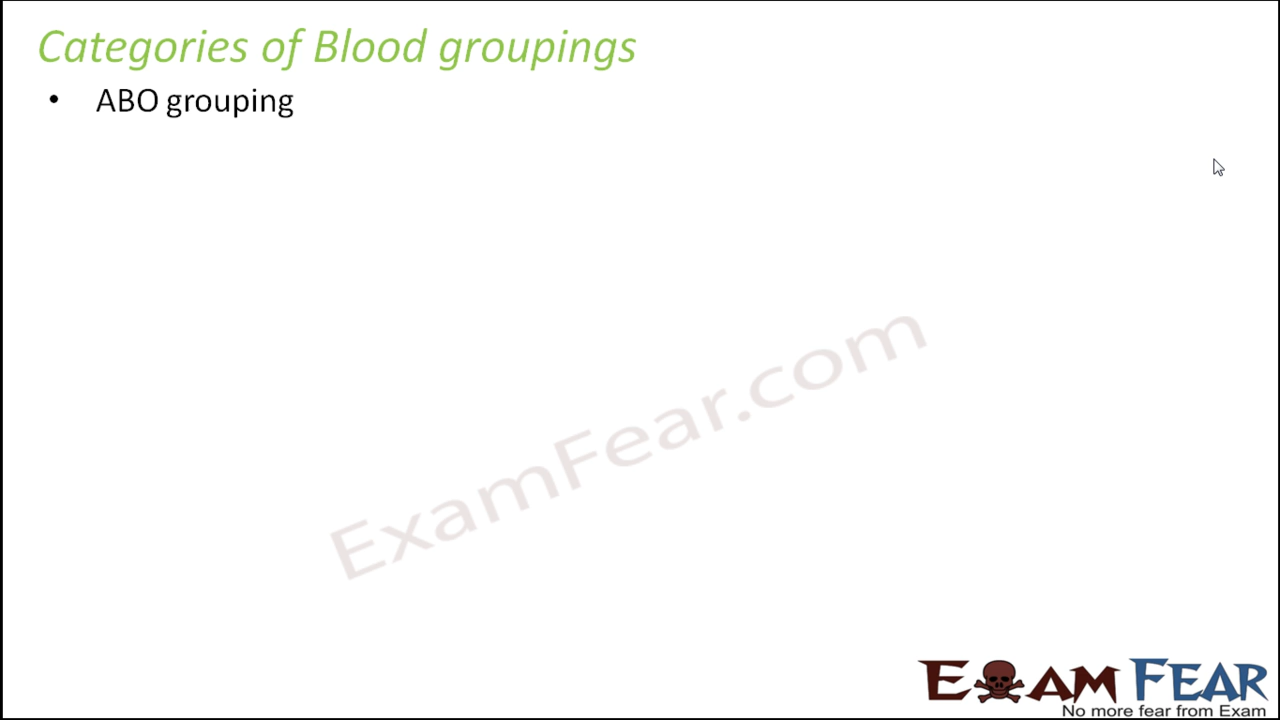 Categories of Blood groupings
• ABO grouping
ExamFear.com
EXAM FEAR
No more fear from Exam